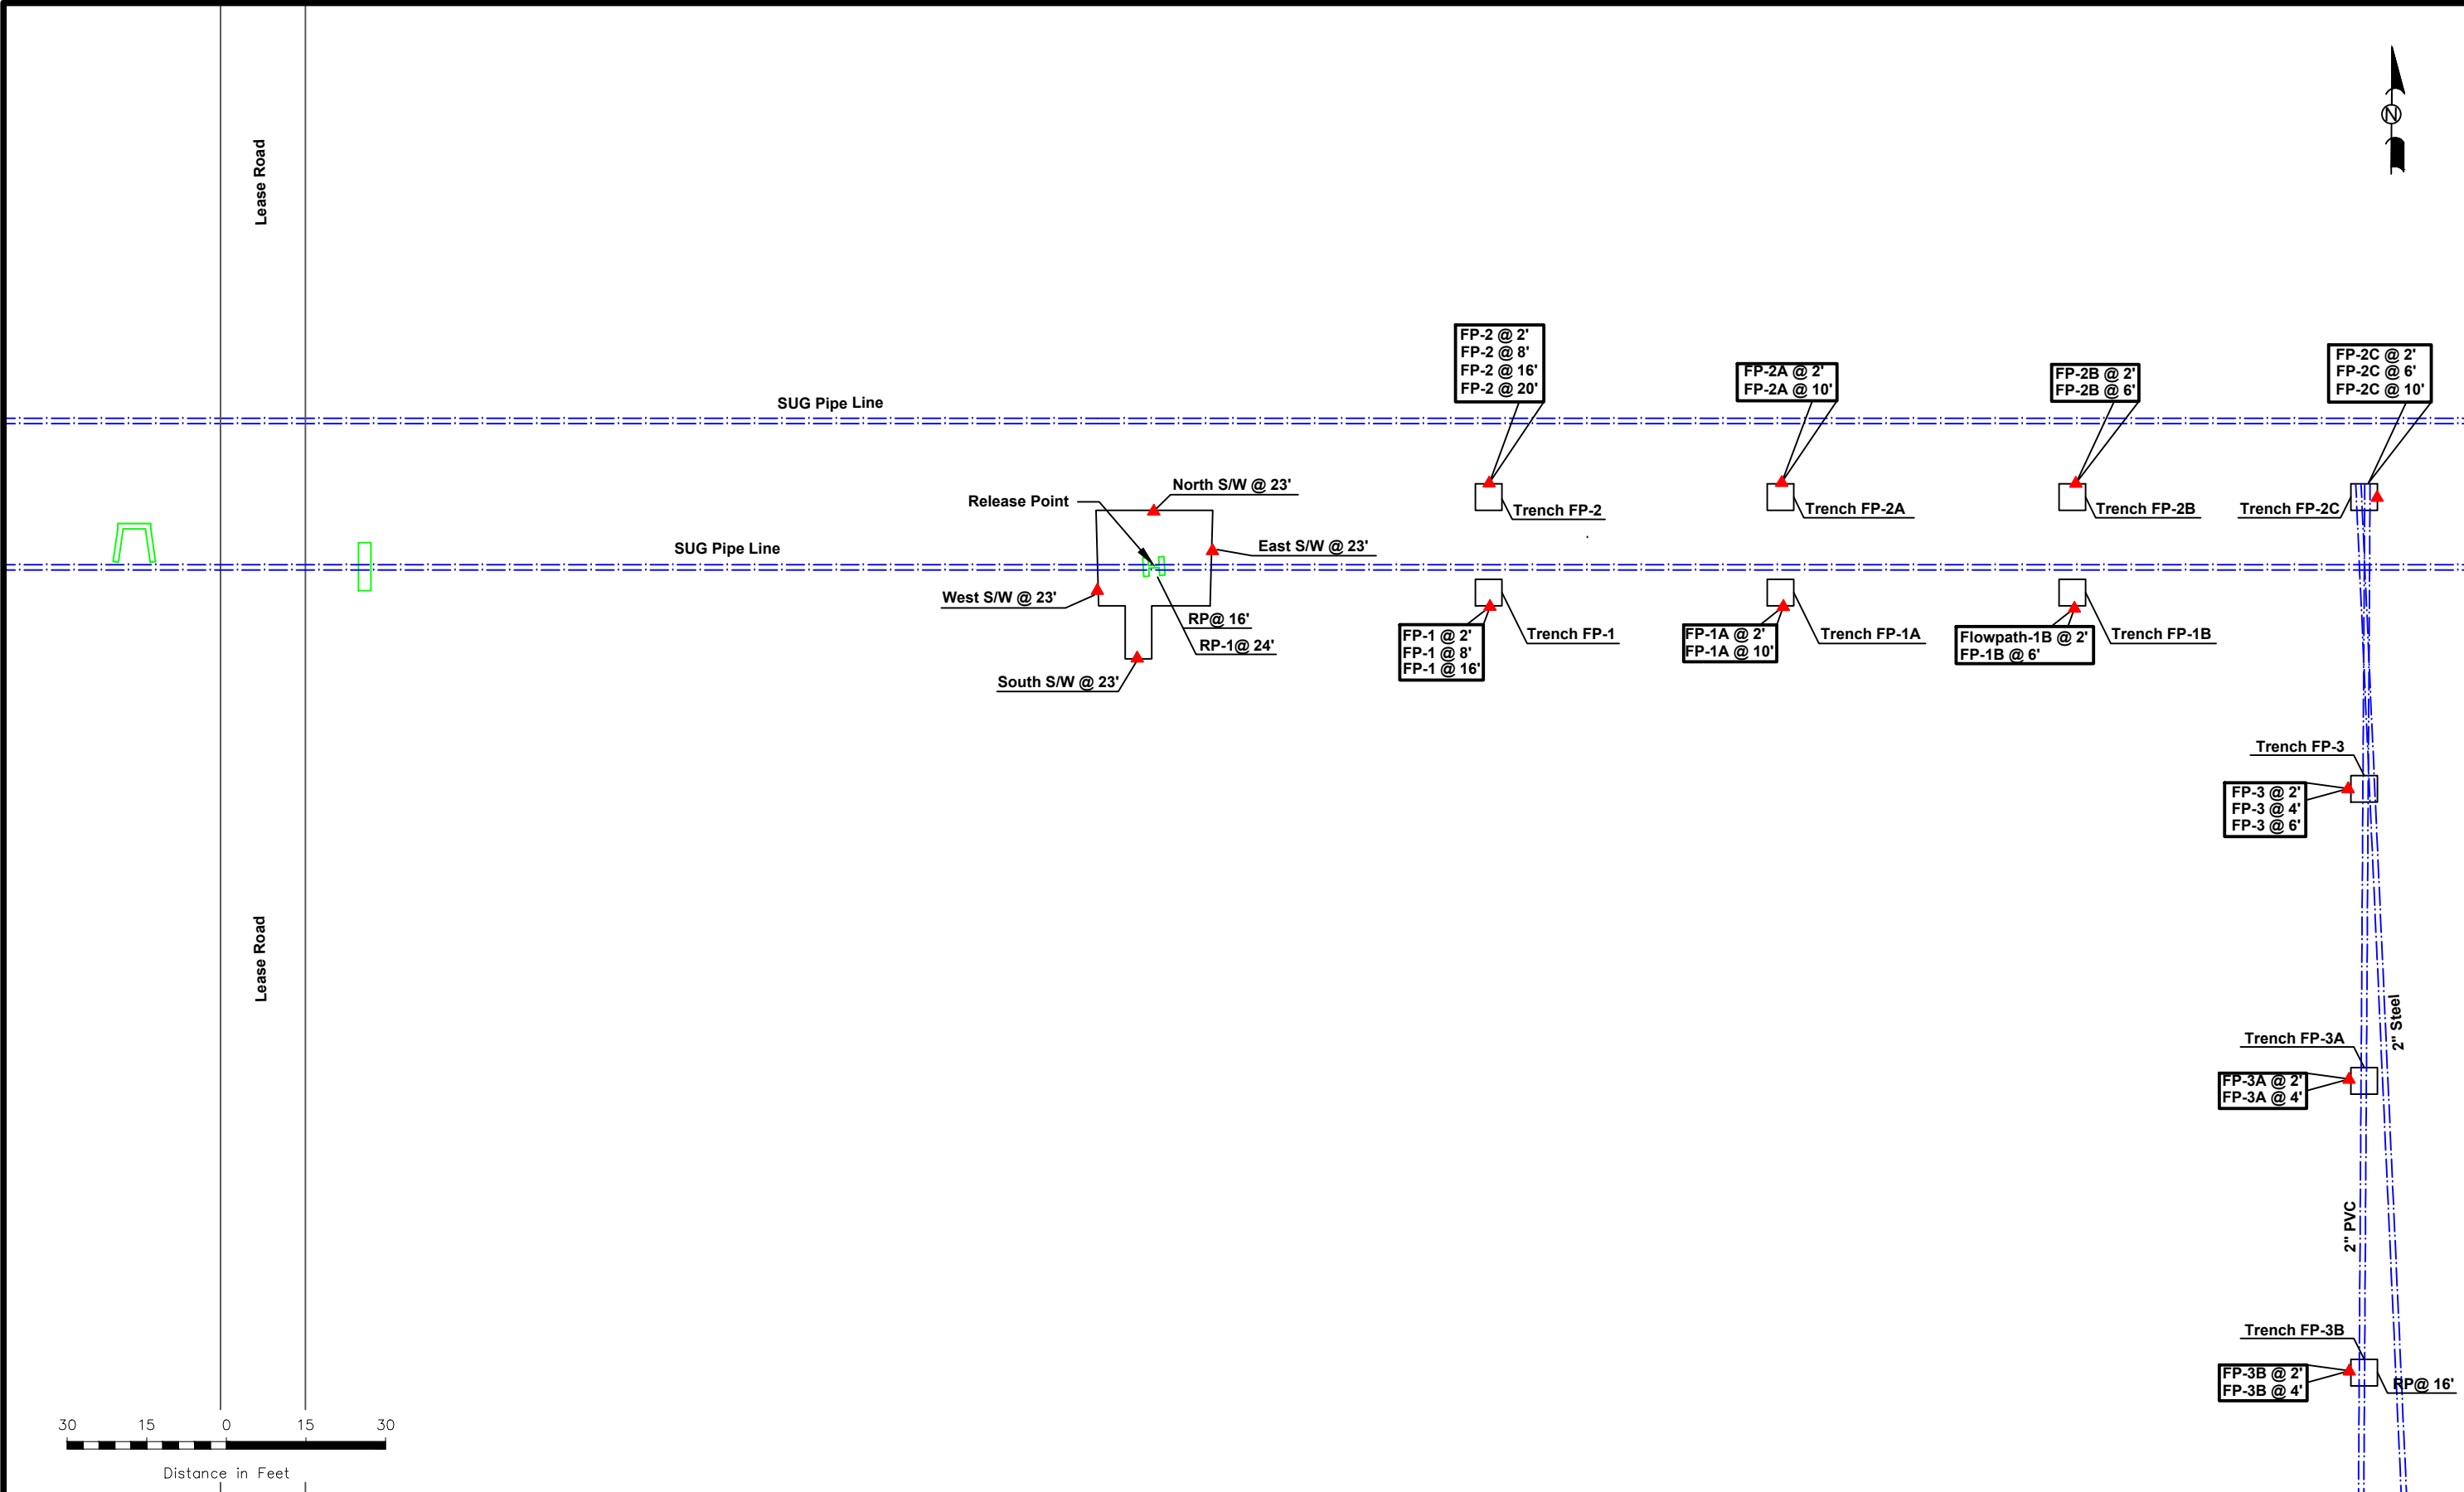 Lease Road
N
FP-2 @ 2'
FP-2 @ 8'
FP-2 @ 16'
FP-2 @ 20'
FP-2A @ 2'
FP-2A @ 10'
FP-2B @ 2'
FP-2B @ 6'
FP-2C @ 2'
FP-2C @ 6'
FP-2C @ 10'
SUG Pipe Line
North S/W @ 23'
Release Point
Trench FP-2
Trench FP-2A
Trench FP-2B
Trench FP-2C
SUG Pipe Line
East S/W @ 23'
West S/W @ 23'
RP@ 16'
RP-1@ 24'
South S/W @ 23'
FP-1 @ 2'
FP-1 @ 8'
FP-1 @ 16'
Trench FP-1
FP-1A @ 2'
FP-1A @ 10'
Trench FP-1A
Flowpath-1B @ 2'
FP-1B @ 6'
Trench FP-1B
Trench FP-3
FP-3 @ 2'
FP-3 @ 4'
FP-3 @ 6'
Lease Road
2" Steel
Trench FP-3A
FP-3A @ 2'
FP-3A @ 4'
2" PVC
Trench FP-3B
FP-3B @ 2'
FP-3B @ 4'
RP@ 16'
30 15 0 15 30
Distance in Feet